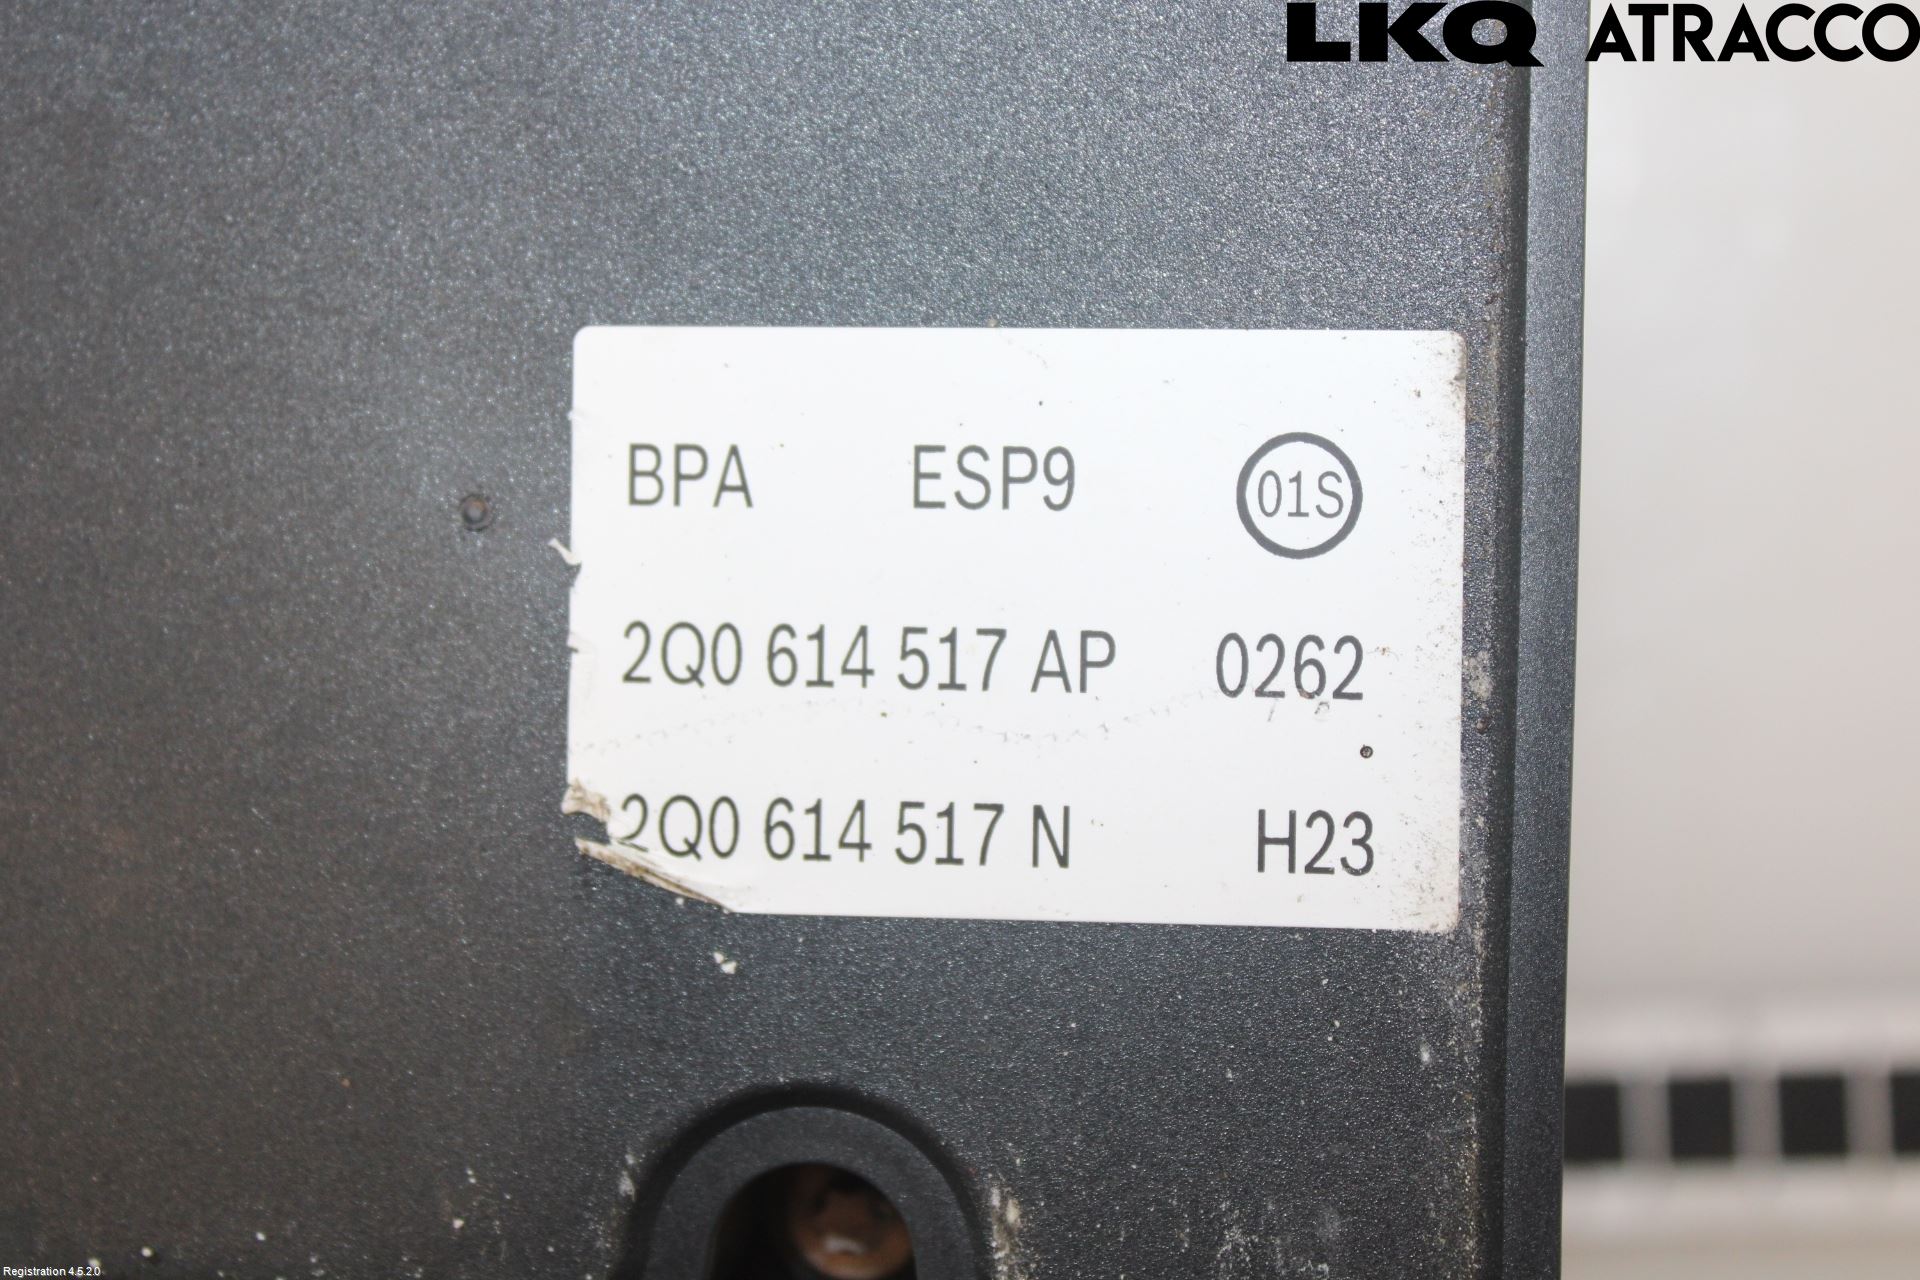 LKQ ATRACCO
BPA ESP9 01S
2Q0 614 517 AP 0262
2Q0 614 517 N H23
Registration 4.5.2.0